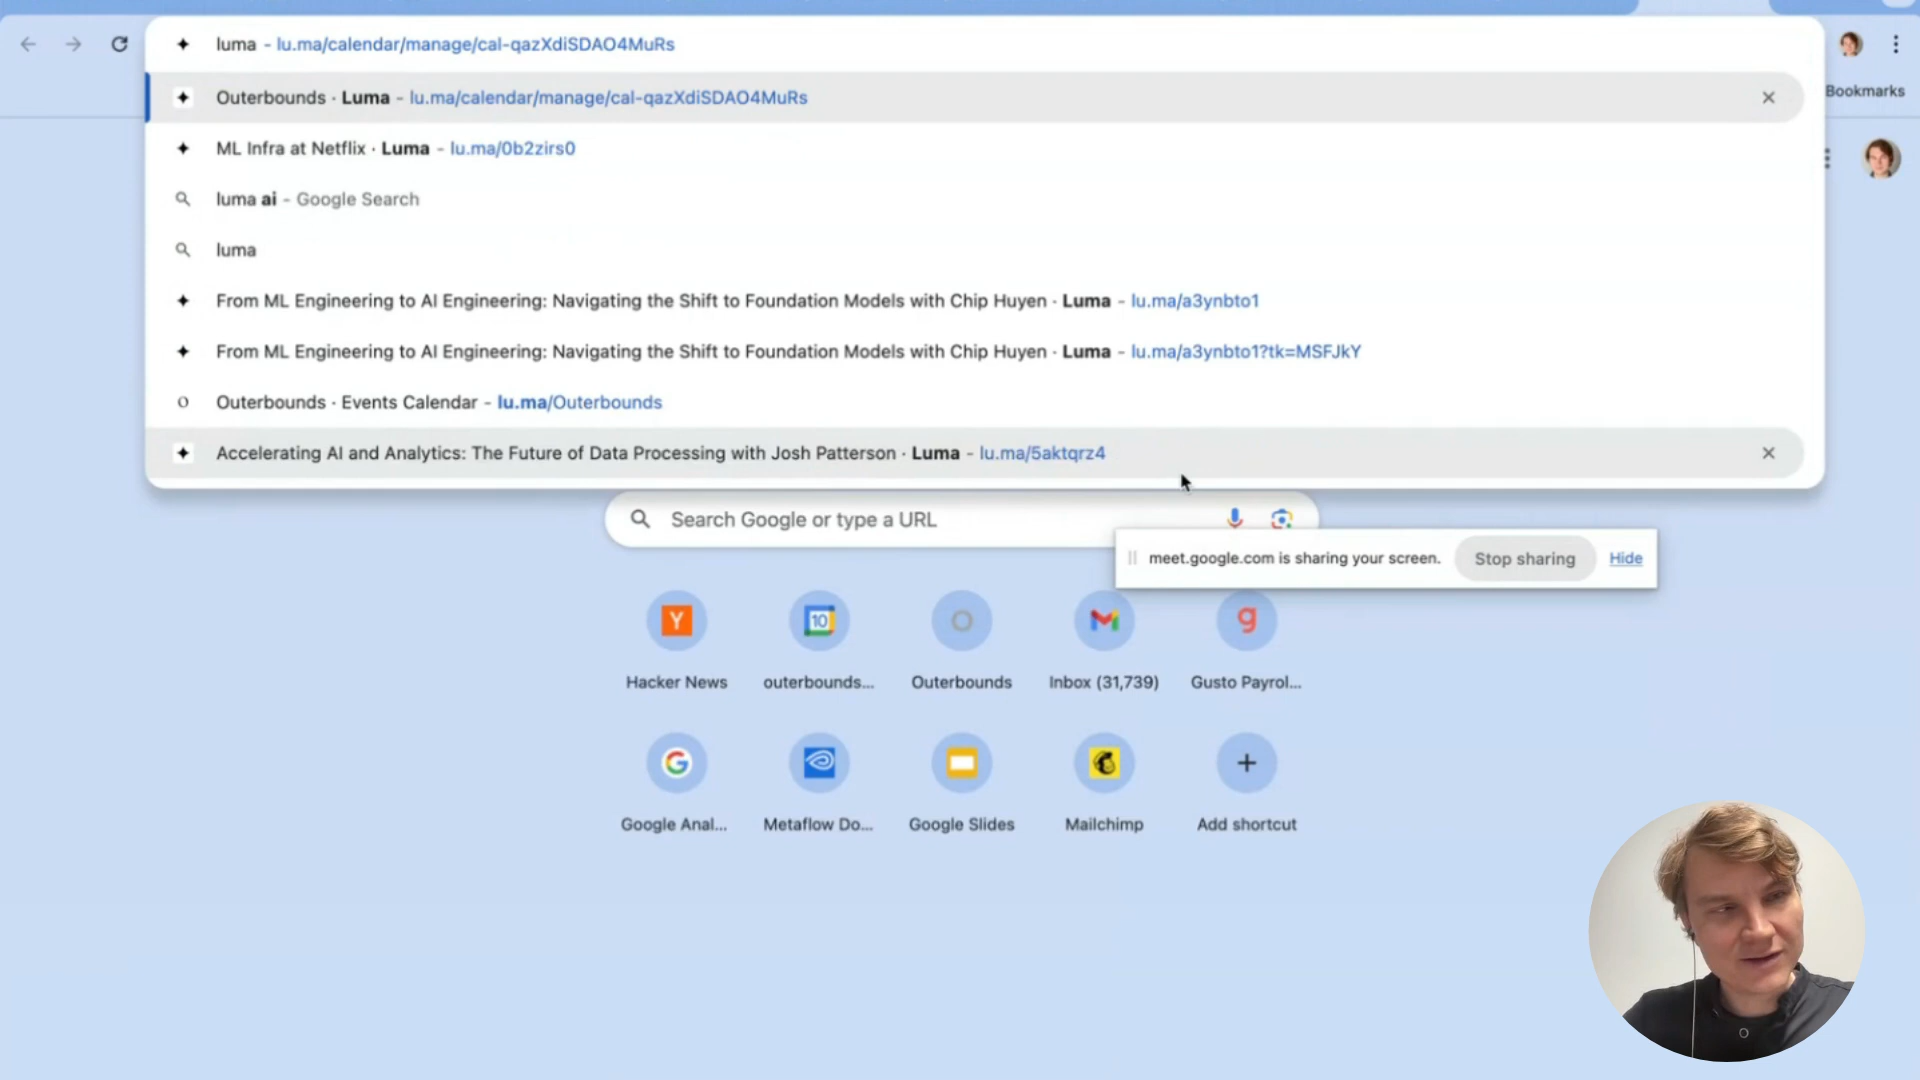 luma - lu.ma/calendar/manage/cal-qazXdiSDAO4MuRs
Outerbounds · Luma - lu.ma/calendar/manage/cal-qazXdiSDAO4MuRs
Bookmarks
ML Infra at Netflix · Luma - lu.ma/0b2zirs0
luma ai - Google Search
luma
From ML Engineering to AI Engineering: Navigating the Shift to Foundation Models with Chip Huyen · Luma - lu.ma/a3ynbto1
From ML Engineering to AI Engineering: Navigating the Shift to Foundation Models with Chip Huyen · Luma - lu.ma/a3ynbto1?tk=MSFJkY
Outerbounds · Events Calendar - lu.ma/Outerbounds
Accelerating AI and Analytics: The Future of Data Processing with Josh Patterson · Luma - lu.ma/5aktqrz4
Search Google or type a URL
meet.google.com is sharing your screen. Stop sharing Hide
Y 10 g
Hacker News outerbounds... Outerbounds Inbox (31,739) Gusto Payrol...
G
Google Anal... Metaflow Do... Google Slides Mailchimp Add shortcut